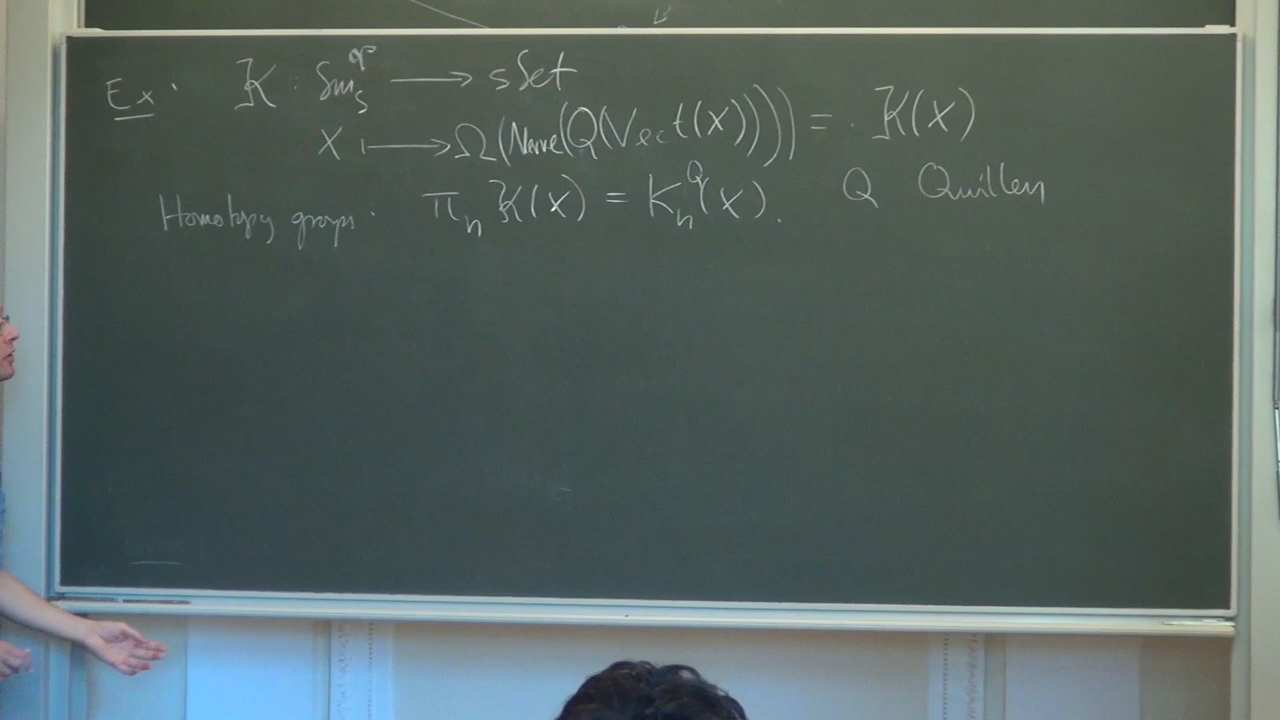 Ex: 𝒦 : Sm_S^op ⟶ sSet
X ⟼ Ω(Nerve(Q(Vect(X)))) = 𝒦(X)
Homotopy groups: π_n 𝒦(X) = K_n^Q(X). Q Quillen